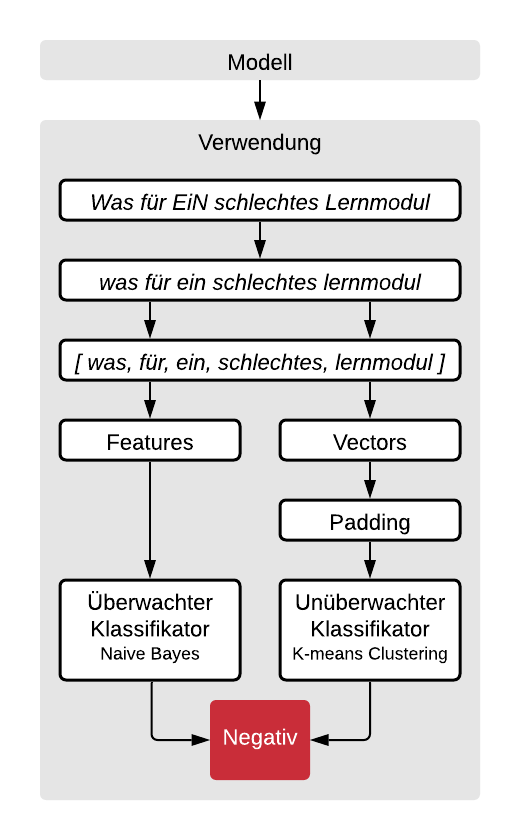 Modell
Verwendung
Was für EiN schlechtes Lernmodul
was für ein schlechtes lernmodul
[ was, für, ein, schlechtes, lernmodul ]
Features
Vectors
Padding
Überwachter
Klassifikator
Naive Bayes
Unüberwachter
Klassifikator
K-means Clustering
Negativ